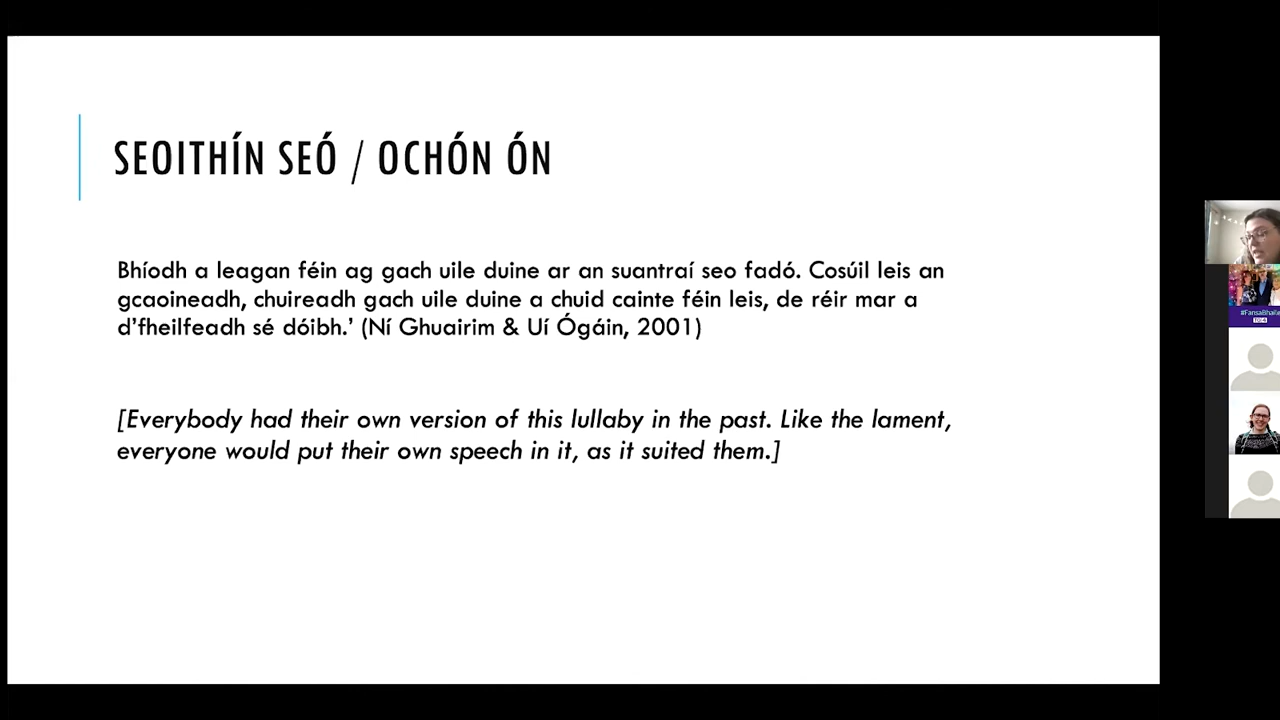 SEOITHÍN SEÓ / OCHÓN ÓN
Bhíodh a leagan féin ag gach uile duine ar an suantraí seo fadó. Cosúil leis an
gcaoineadh, chuireadh gach uile duine a chuid cainte féin leis, de réir mar a
d’fheilfeadh sé dóibh.’ (Ní Ghuairim & Uí Ógáin, 2001)
[Everybody had their own version of this lullaby in the past. Like the lament,
everyone would put their own speech in it, as it suited them.]